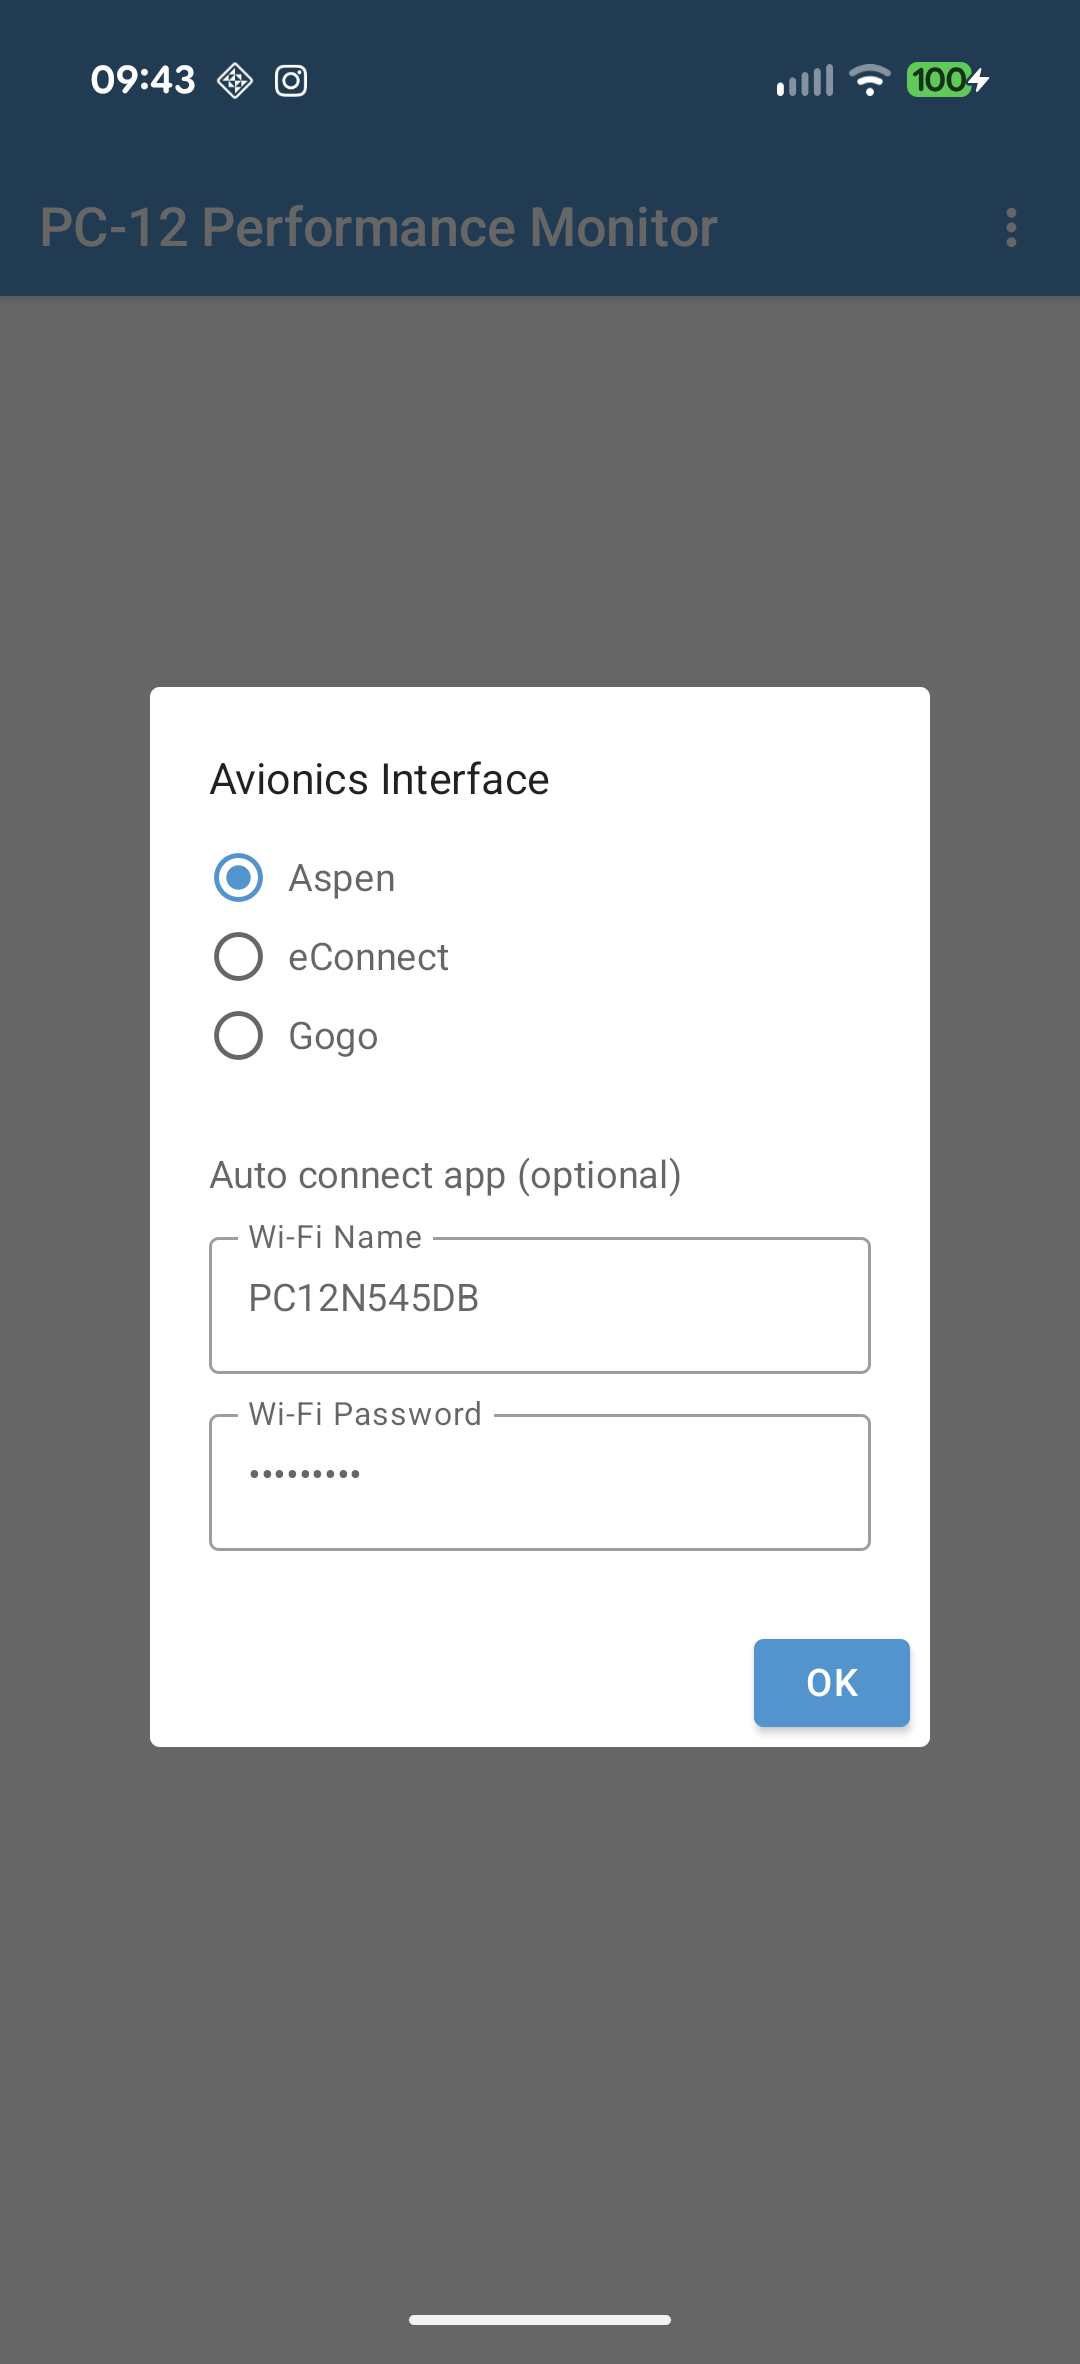 09:43
100
PC-12 Performance Monitor
Avionics Interface
Aspen
eConnect
Gogo
Auto connect app (optional)
Wi-Fi Name
PC12N545DB
Wi-Fi Password
•••••••••
OK